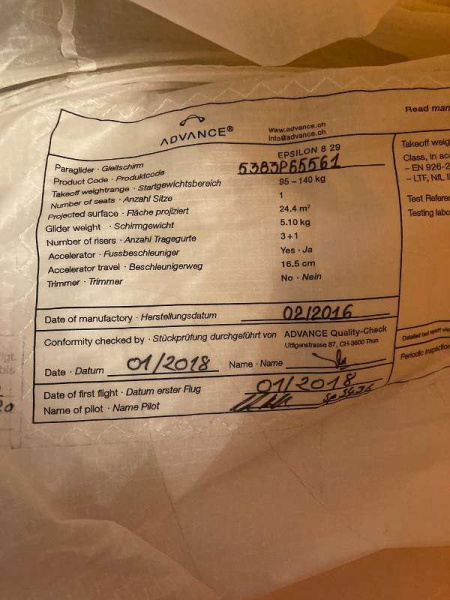 Read man
ADVANCE®
www.advance.ch
info@advance.ch
Paraglider · Gleitschirm EPSILON 8 29
Product Code · Produktcode 5383P65561
Takeoff weightrange · Startgewichtsbereich 95 – 140 kg
Number of seats · Anzahl Sitze 1
Projected surface · Fläche projiziert 24.4 m²
Glider weight · Schirmgewicht 5.10 kg
Number of risers · Anzahl Tragegurte 3+1
Accelerator · Fussbeschleuniger Yes · Ja
Accelerator travel · Beschleunigerweg 16.5 cm
Trimmer · Trimmer No · Nein
Date of manufactory · Herstellungsdatum 02/2016
Conformity checked by · Stückprüfung durchgeführt von ADVANCE Quality-Check
Uttigenstrasse 87, CH-3600 Thun
Date · Datum 01/2018 Name · Name
Date of first flight · Datum erster Flug 01/2018
Name of pilot · Name Pilot
Takeoff weig
Class, in ac
– EN 926-2
– LTF, NfL I
Test Refere
Testing labo
Periodic inspection